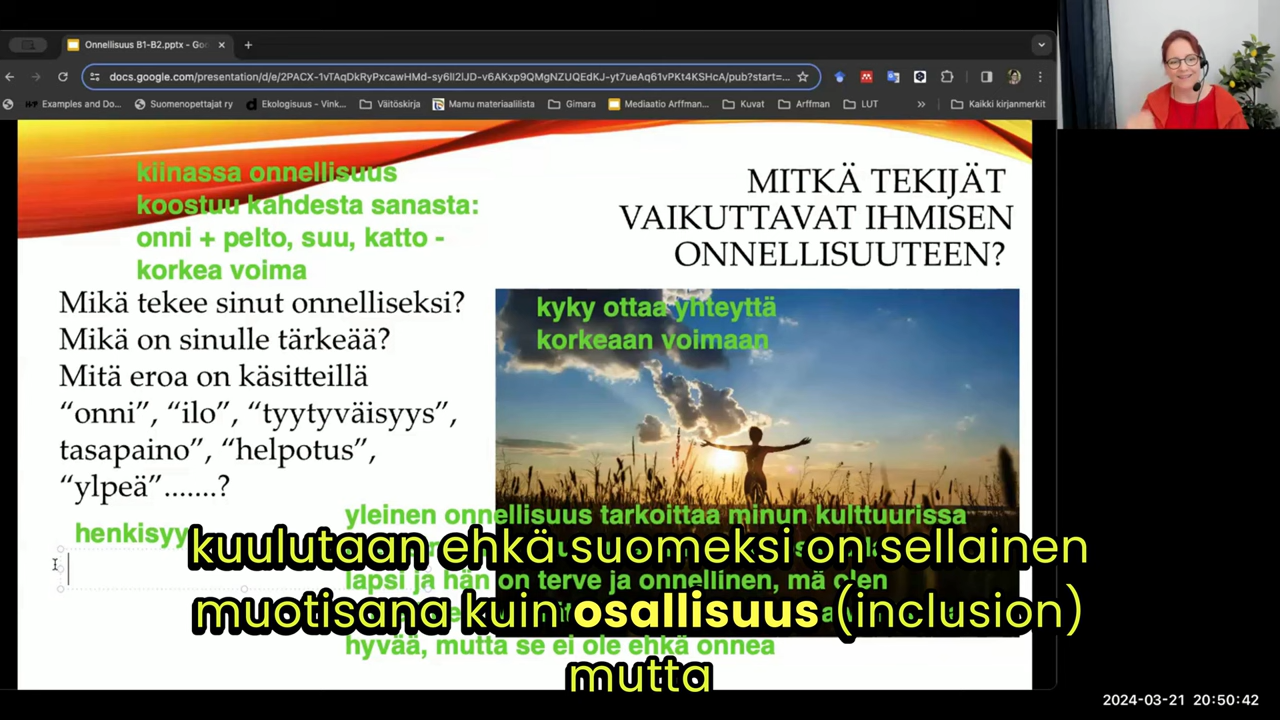 Onnellisuus B1-B2.pptx - Goo
docs.google.com/presentation/d/e/2PACX-1vTAqDkRyPxcawHMd-sy6Il2IJD-v6AKxp9QMgNZUQEdKJ-yt7ueAq61vPKt4KSHcA/pub?start=...
Examples and Do...
Suomenopettajat ry
Ekologisuus - Vink...
Väitöskirja
Mamu materiaalilista
Gimara
Mediaatio Arffman...
Kuvat
Arffman
LUT
»
Kaikki kirjanmerkit
kiinassa onnellisuus
koostuu kahdesta sanasta:
onni + pelto, suu, katto -
korkea voima
MITKÄ TEKIJÄT
VAIKUTTAVAT IHMISEN
ONNELLISUUTEEN?
Mikä tekee sinut onnelliseksi?
Mikä on sinulle tärkeää?
Mitä eroa on käsitteillä
“onni”, “ilo”, “tyytyväisyys”,
tasapaino”, “helpotus”,
“ylpeä”.......?
kyky ottaa yhteyttä
korkeaan voimaan
yleinen onnellisuus tarkoittaa minun kulttuurissa
lapsi ja hän on terve ja onnellinen, mä olen
hyvää, mutta se ei ole ehkä onnea
kuulutaan ehkä suomeksi on sellainen
muotisana kuin osallisuus (inclusion)
mutta
2024-03-21 20:50:42